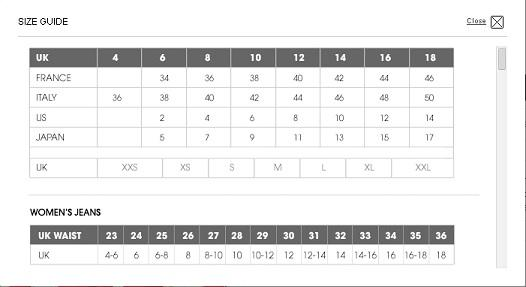 SIZE GUIDE Close
UK 4 6 8 10 12 14 16 18
FRANCE 34 36 38 40 42 44 46
ITALY 36 38 40 42 44 46 48 50
US 2 4 6 8 10 12 14
JAPAN 5 7 9 11 13 15 17
UK XXS XS S M L XL XXL
WOMEN'S JEANS
UK WAIST 23 24 25 26 27 28 29 30 31 32 33 34 35 36
UK 4-6 6 6-8 8 8-10 10 10-12 12 12-14 14 14-16 16 16-18 18